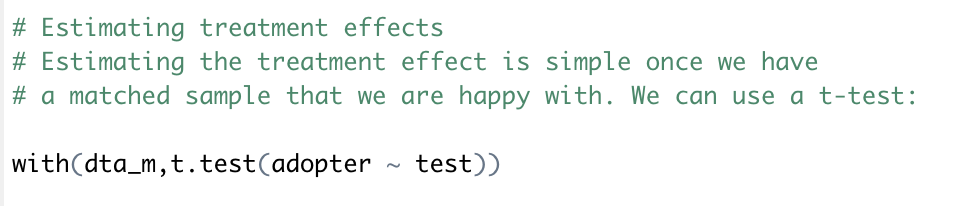 # Estimating treatment effects
# Estimating the treatment effect is simple once we have
# a matched sample that we are happy with. We can use a t-test:
with(dta_m,t.test(adopter ~ test))